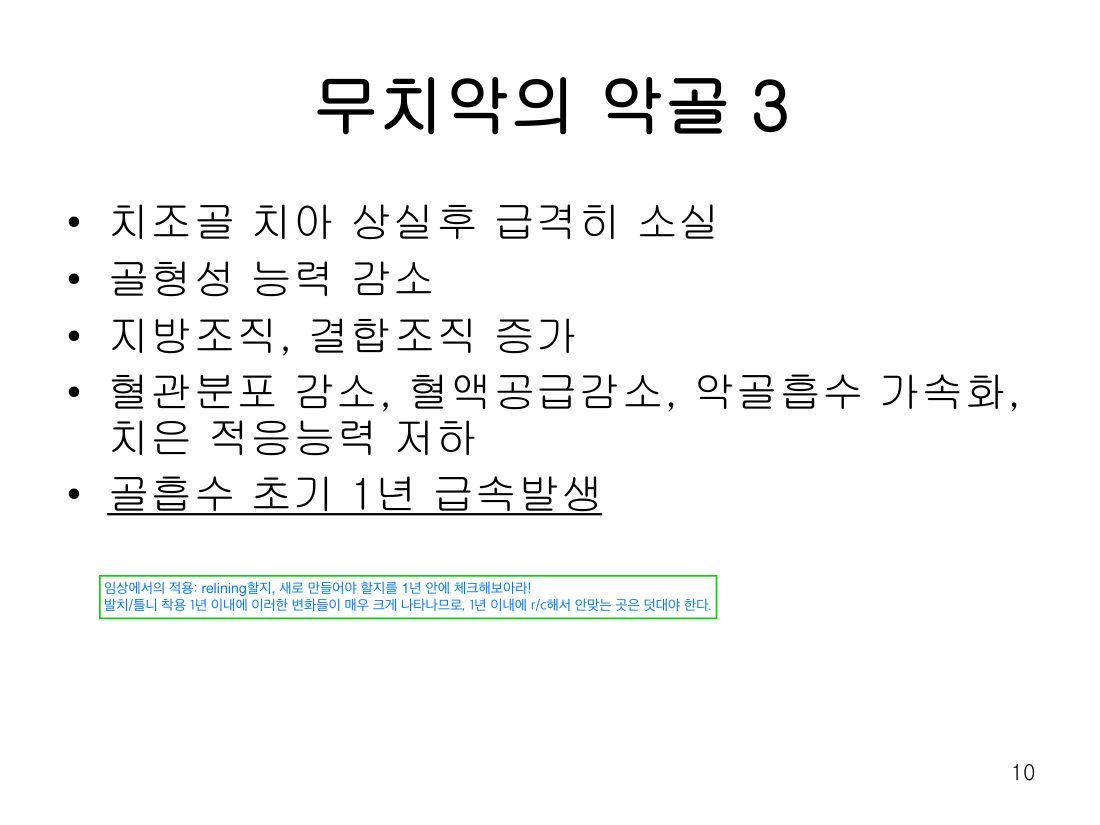 무치악의 악골 3
• 치조골 치아 상실후 급격히 소실
• 골형성 능력 감소
• 지방조직, 결합조직 증가
• 혈관분포 감소, 혈액공급감소, 악골흡수 가속화,
치은 적응능력 저하
• 골흡수 초기 1년 급속발생
임상에서의 적용: relining할지, 새로 만들어야 할지를 1년 안에 체크해보아라!
발치/틀니 착용 1년 이내에 이러한 변화들이 매우 크게 나타나므로, 1년 이내에 r/c해서 안맞는 곳은 덧대야 한다.
10